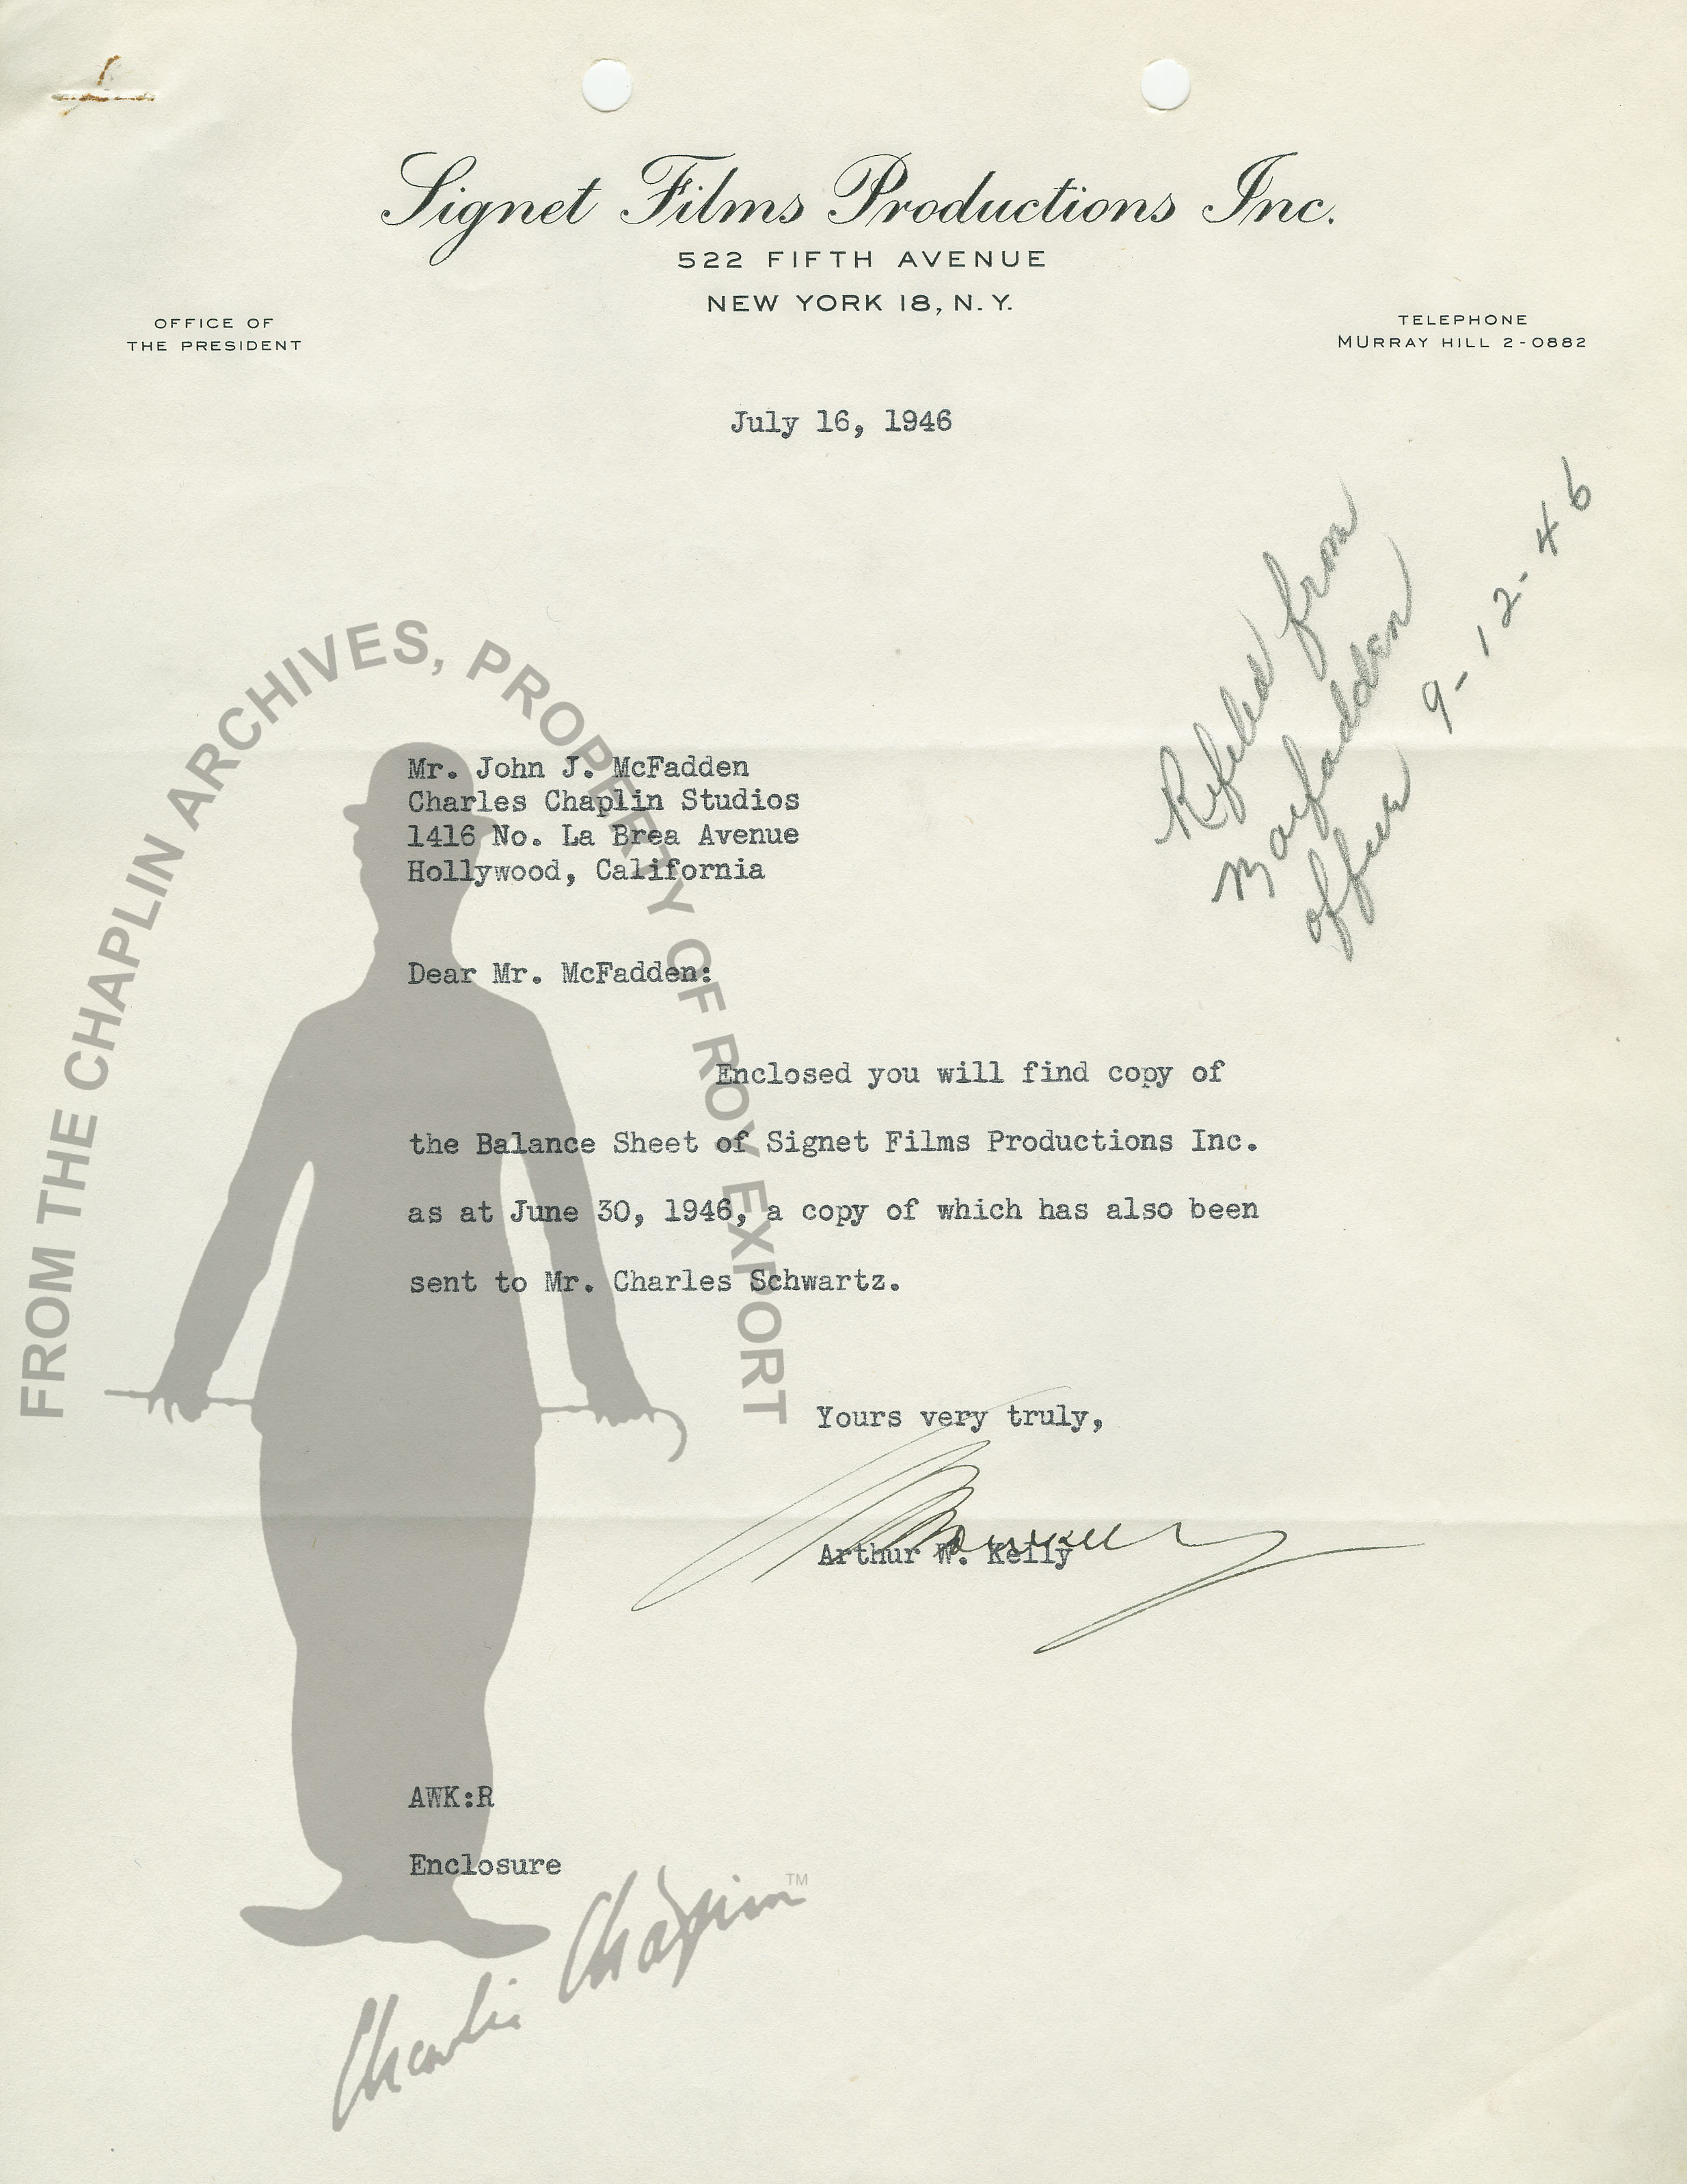 Signet Films Productions Inc.
522 FIFTH AVENUE
NEW YORK 18, N.Y.
OFFICE OF
THE PRESIDENT
TELEPHONE
MURRAY HILL 2-0882
July 16, 1946
Refiled from
Macfadden
office 9-12-46
Mr. John J. McFadden
Charles Chaplin Studios
1416 No. La Brea Avenue
Hollywood, California
Dear Mr. McFadden:
Enclosed you will find copy of
the Balance Sheet of Signet Films Productions Inc.
as at June 30, 1946, a copy of which has also been
sent to Mr. Charles Schwartz.
Yours very truly,
Arthur W. Kelly
AWK:R
Enclosure
FROM THE CHAPLIN ARCHIVES, PROPERTY OF ROY EXPORT
Charlie Chaplin TM